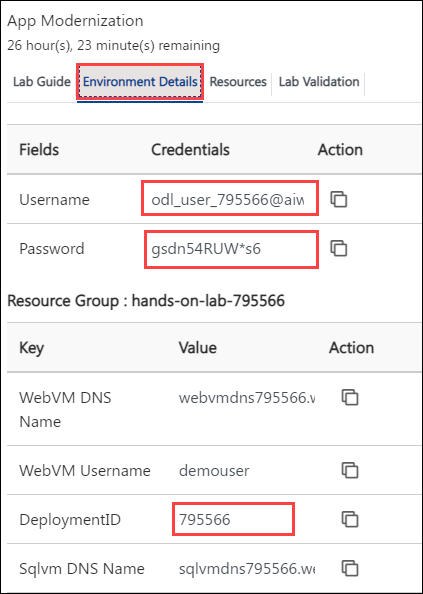 App Modernization
26 hour(s), 23 minute(s) remaining
Lab Guide Environment Details Resources Lab Validation
Fields Credentials Action
Username odl_user_795566@aiw
Password gsdn54RUW*s6
Resource Group : hands-on-lab-795566
Key Value Action
WebVM DNS Name webvmdns795566.w
WebVM Username demouser
DeploymentID 795566
Sqlvm DNS Name sqlvmdns795566.we